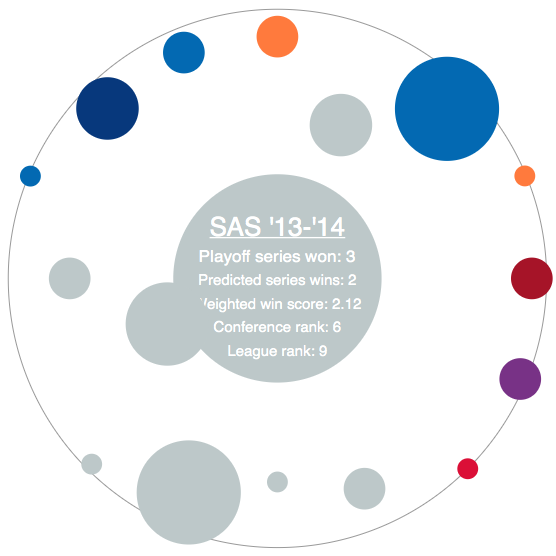 SAS '13-'14
Playoff series won: 3
Predicted series wins: 2
Weighted win score: 2.12
Conference rank: 6
League rank: 9